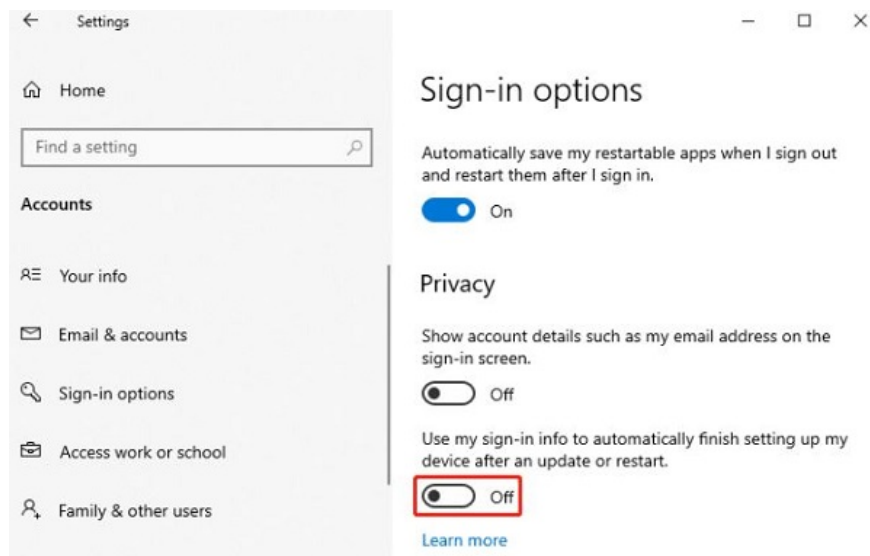 Settings
Home
Find a setting
Accounts
Your info
Email & accounts
Sign-in options
Access work or school
Family & other users
Sign-in options
Automatically save my restartable apps when I sign out
and restart them after I sign in.
On
Privacy
Show account details such as my email address on the
sign-in screen.
Off
Use my sign-in info to automatically finish setting up my
device after an update or restart.
Off
Learn more